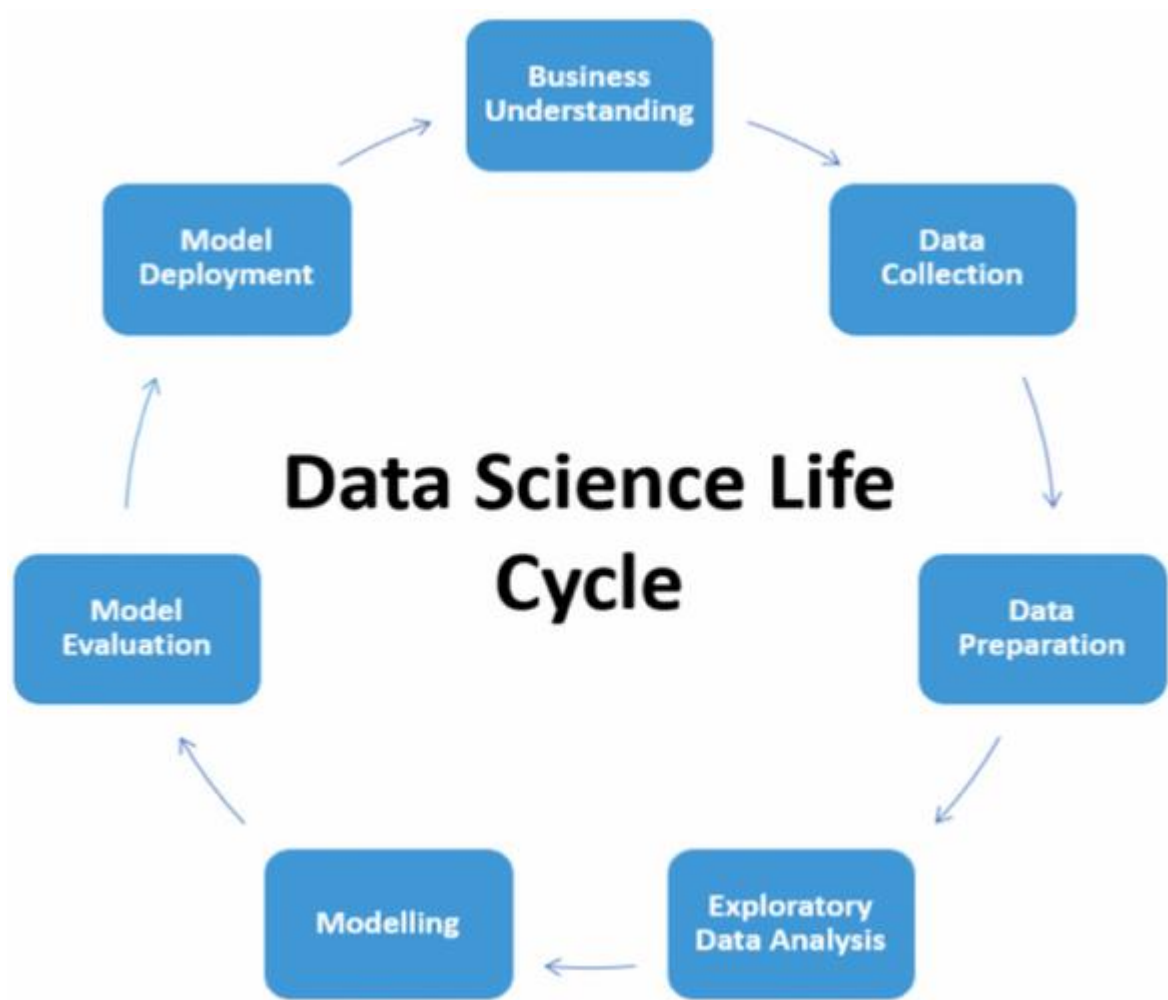 Business
Understanding
Data
Collection
Data
Preparation
Exploratory
Data Analysis
Modelling
Model
Evaluation
Model
Deployment
Data Science Life
Cycle